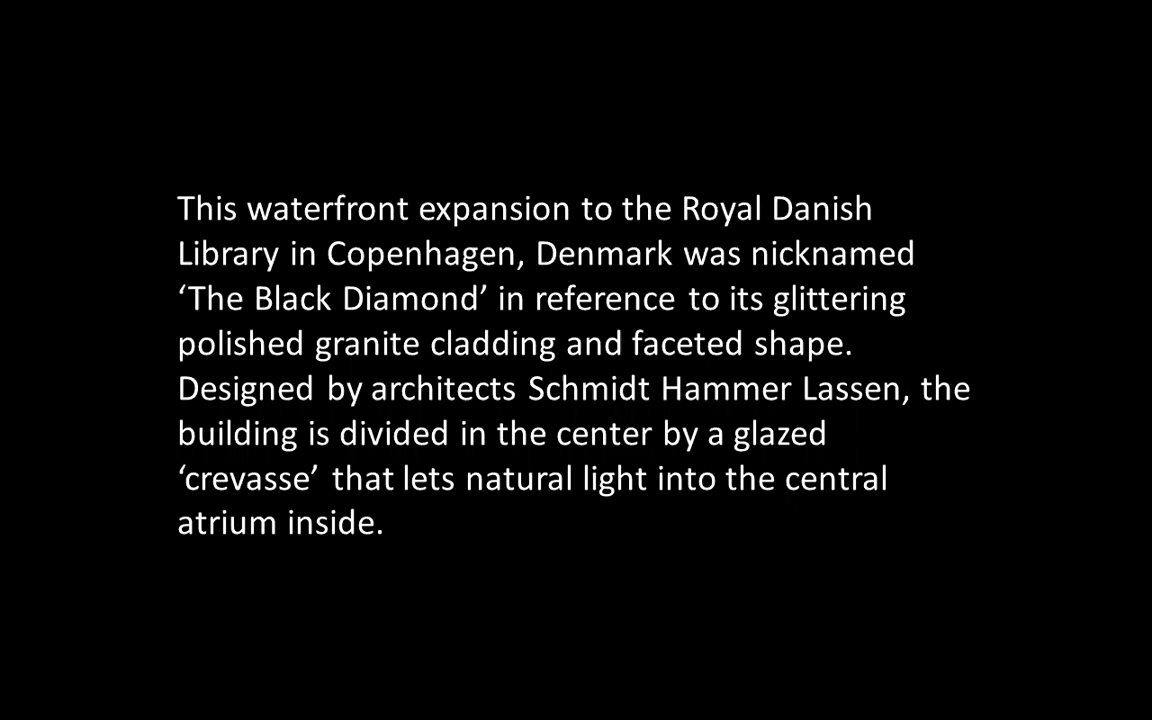 This waterfront expansion to the Royal Danish
Library in Copenhagen, Denmark was nicknamed
‘The Black Diamond’ in reference to its glittering
polished granite cladding and faceted shape.
Designed by architects Schmidt Hammer Lassen, the
building is divided in the center by a glazed
‘crevasse’ that lets natural light into the central
atrium inside.